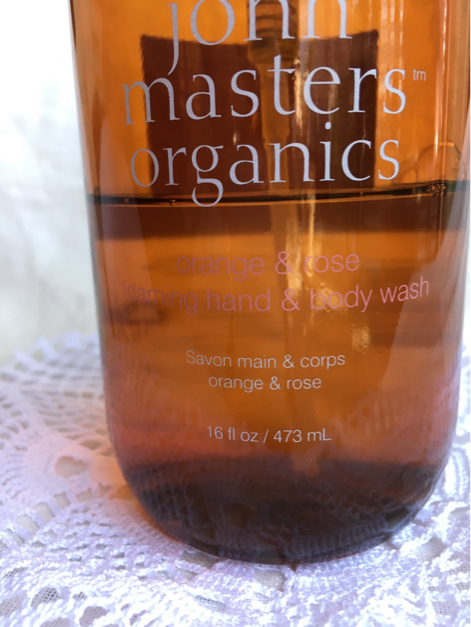 john
masters™
organics
orange & rose
foaming hand & body wash
Savon main & corps
orange & rose
16 fl oz / 473 mL